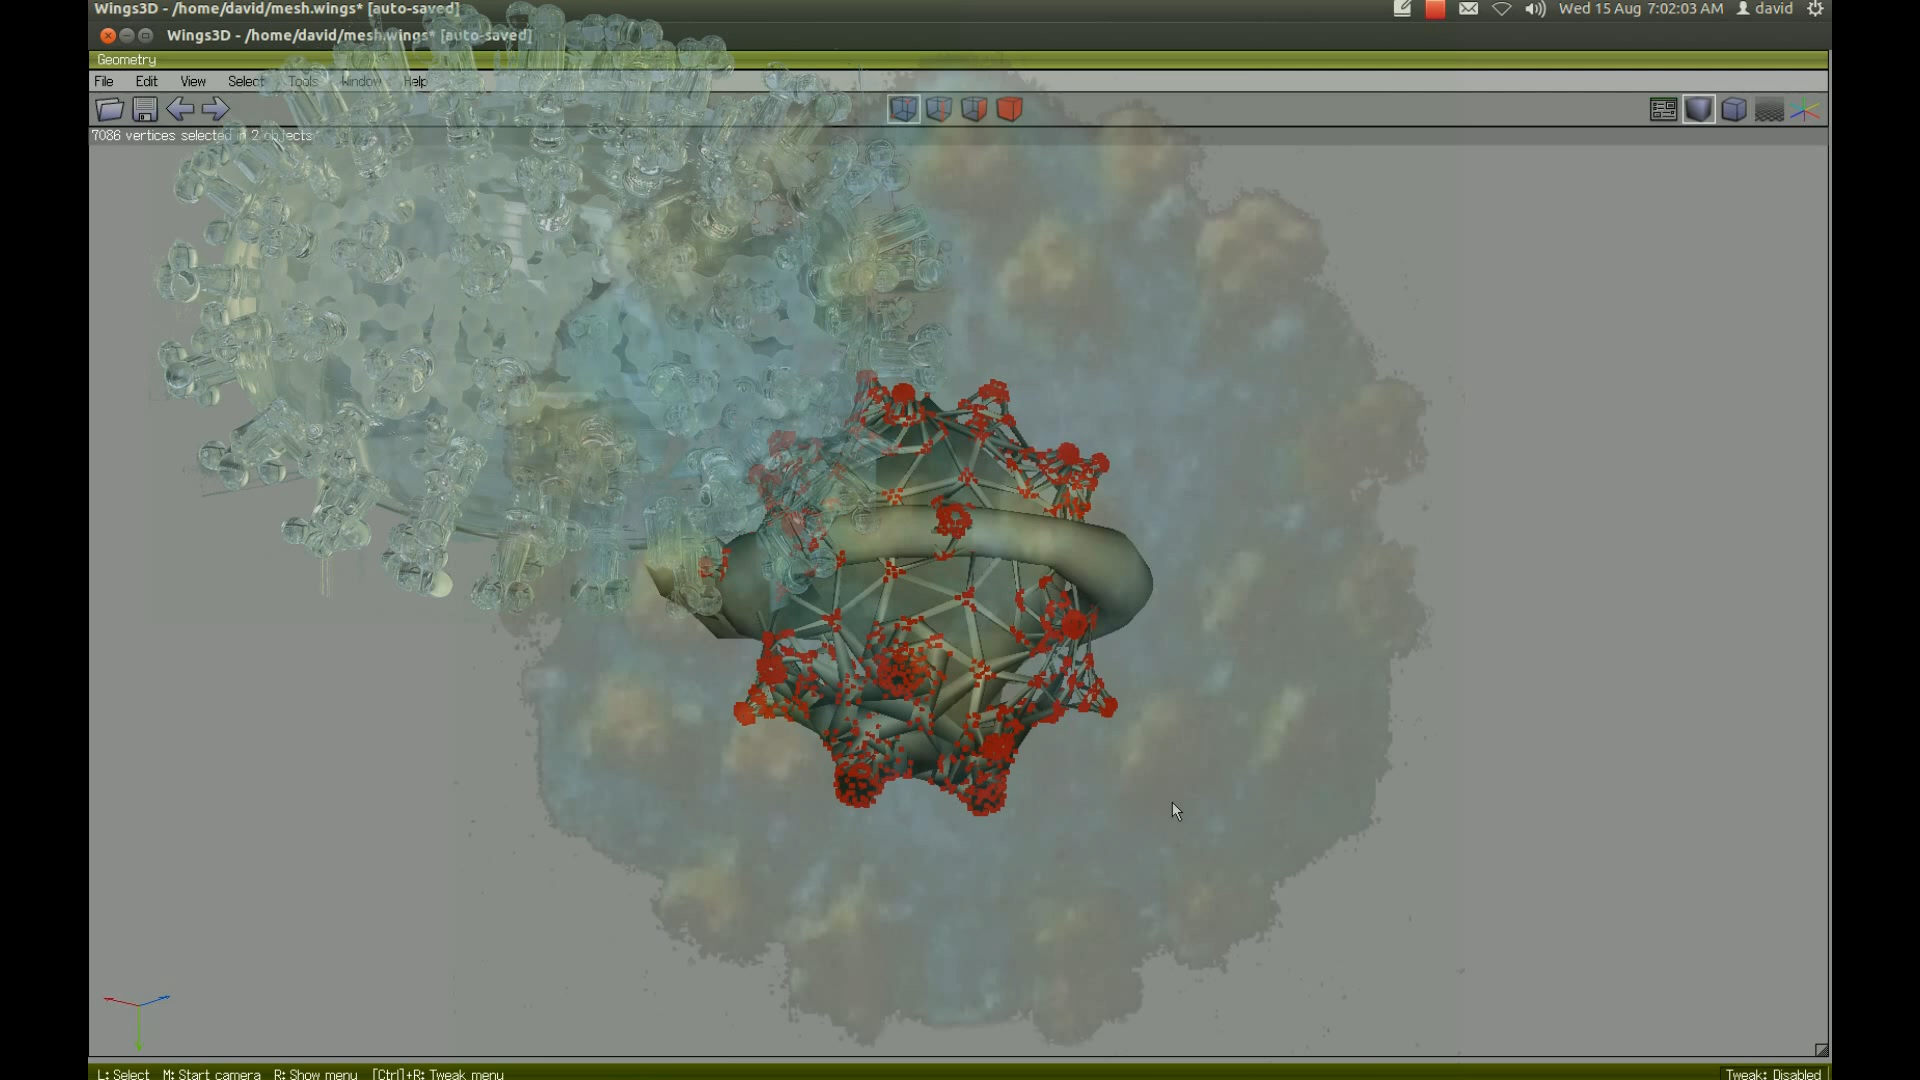 Wings3D - /home/david/mesh.wings* [auto-saved]
Wed 15 Aug 7:02:03 AM david
Wings3D - /home/david/mesh.wings* [auto-saved]
Geometry
File Edit View Select Tools Window Help
7086 vertices selected in 2 objects
L: Select M: Start camera R: Show menu [Ctrl]+R: Tweak menu
Tweak: Disabled